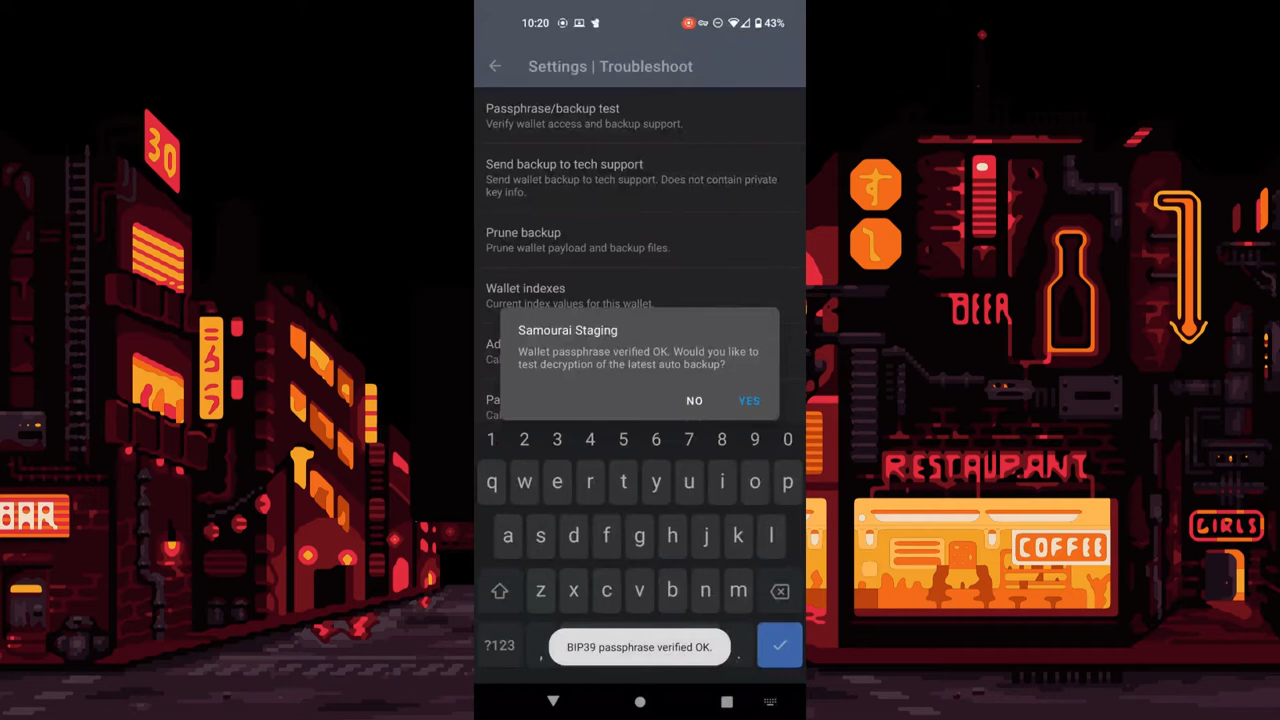 10:20
43%
Settings | Troubleshoot
Passphrase/backup test
Verify wallet access and backup support.
Send backup to tech support
Send wallet backup to tech support. Does not contain private
key info.
Prune backup
Prune wallet payload and backup files.
Wallet indexes
Current index values for this wallet.
Samourai Staging
Wallet passphrase verified OK. Would you like to
test decryption of the latest auto backup?
NO YES
1 2 3 4 5 6 7 8 9 0
q w e r t y u i o p
a s d f g h j k l
z x c v b n m
?123 , .
BIP39 passphrase verified OK.
30
BAR
す
し
BEER
RESTAURANT
COFFEE
GIRLS